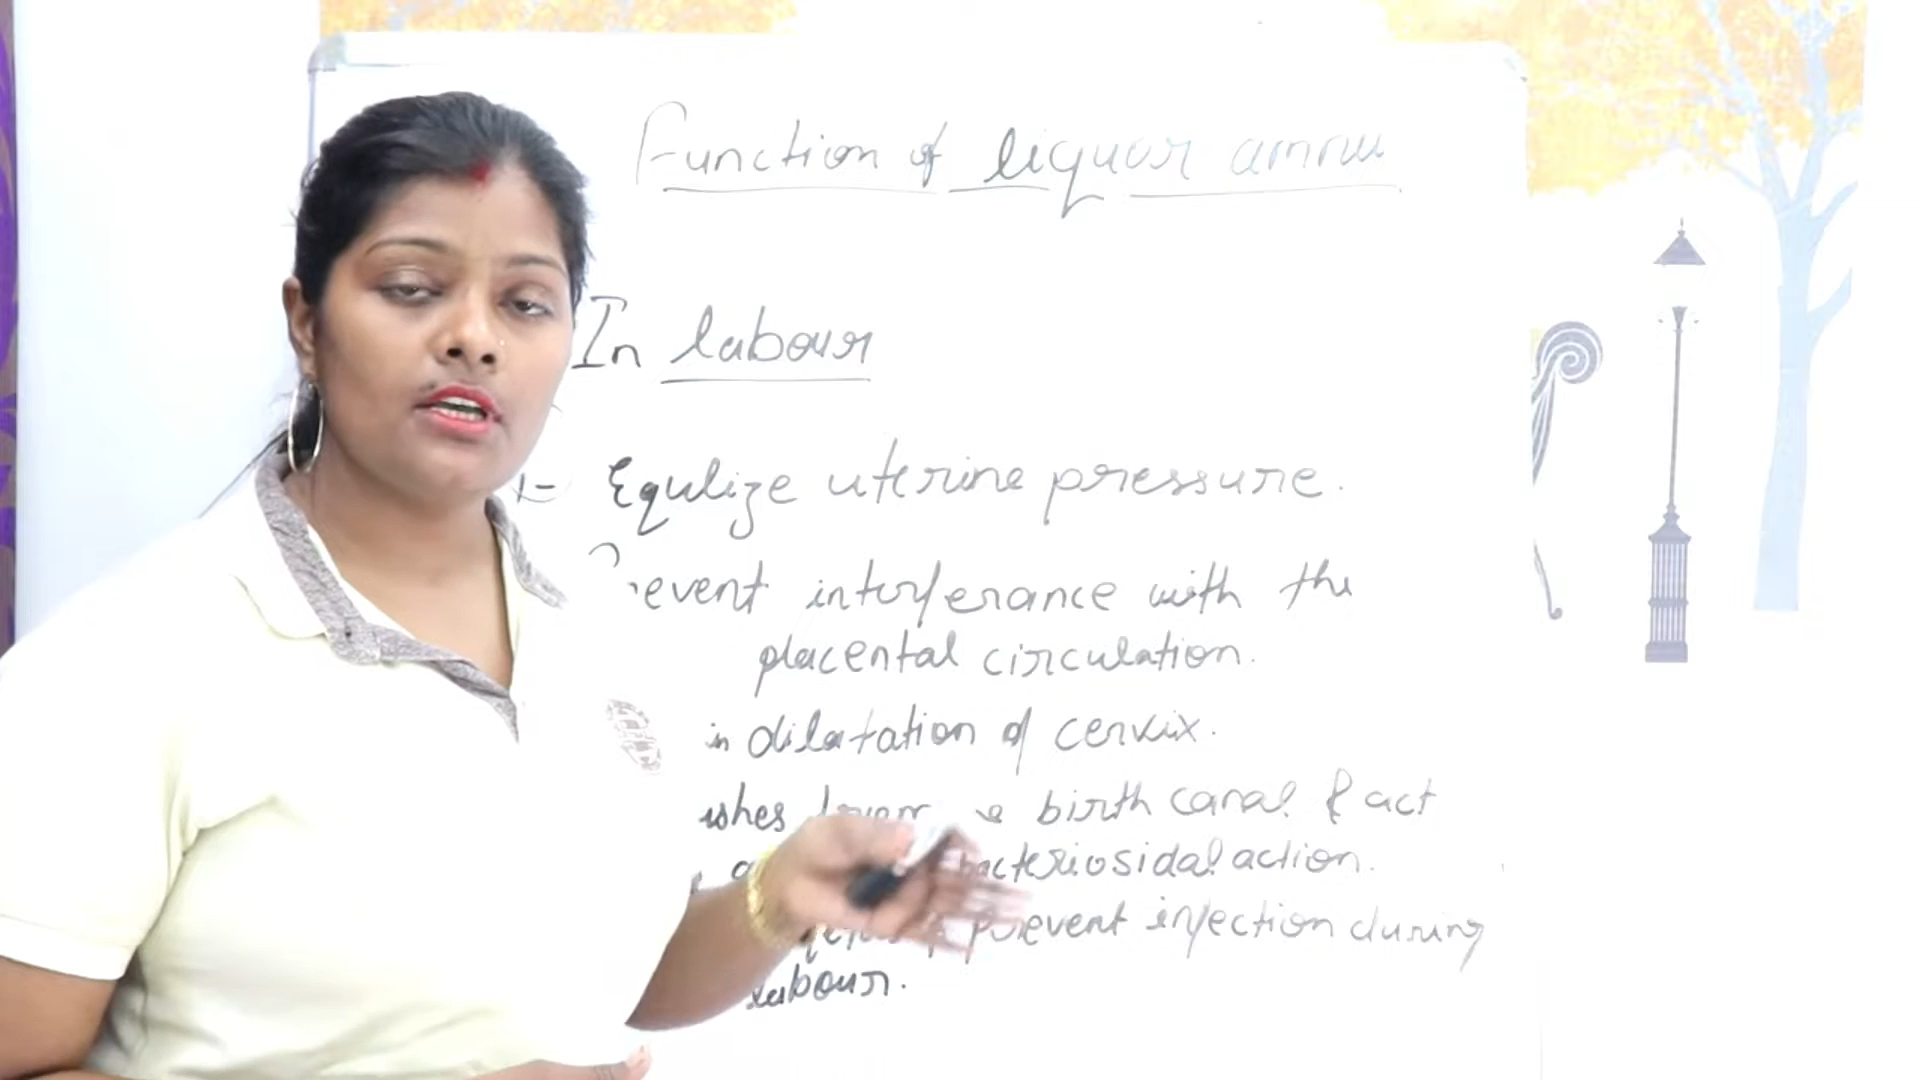 Function of liquor amnii
In labour
Equlize uterine pressure.
revent interferance with the
placental circulation.
in dilatation of cervix.
ushes birth canal & act
bacteriosidal action.
prevent infection during
labour.